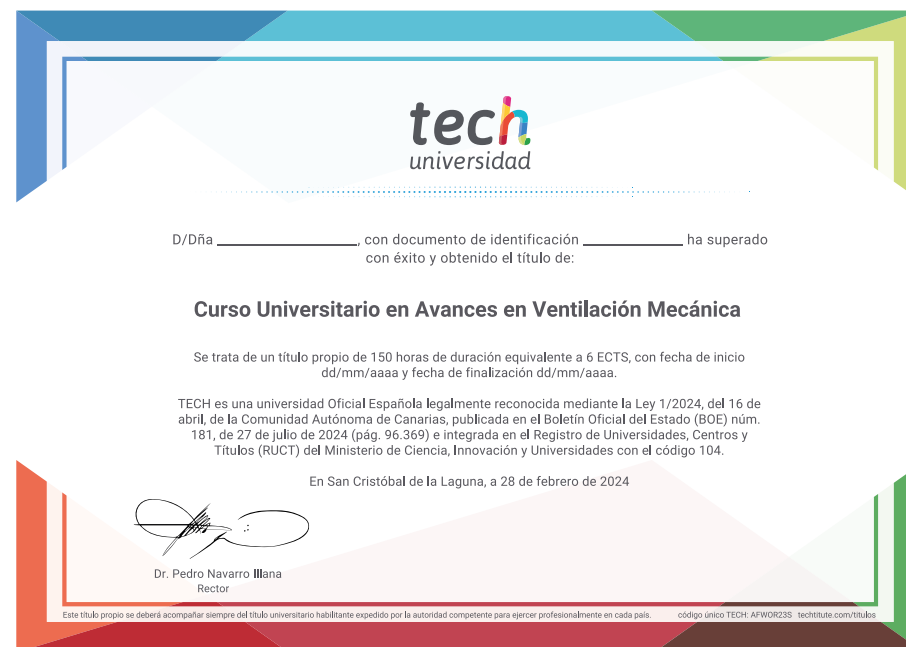 tech
universidad
D/Dña ______________, con documento de identificación __________ ha superado
con éxito y obtenido el título de:
Curso Universitario en Avances en Ventilación Mecánica
Se trata de un título propio de 150 horas de duración equivalente a 6 ECTS, con fecha de inicio
dd/mm/aaaa y fecha de finalización dd/mm/aaaa.
TECH es una universidad Oficial Española legalmente reconocida mediante la Ley 1/2024, del 16 de
abril, de la Comunidad Autónoma de Canarias, publicada en el Boletín Oficial del Estado (BOE) núm.
181, de 27 de julio de 2024 (pág. 96.369) e integrada en el Registro de Universidades, Centros y
Títulos (RUCT) del Ministerio de Ciencia, Innovación y Universidades con el código 104.
En San Cristóbal de la Laguna, a 28 de febrero de 2024
Dr. Pedro Navarro Illana
Rector
Este título propio se deberá acompañar siempre del título universitario habilitante expedido por la autoridad competente para ejercer profesionalmente en cada país. código único TECH: AFWOR23S techtitute.com/titulos